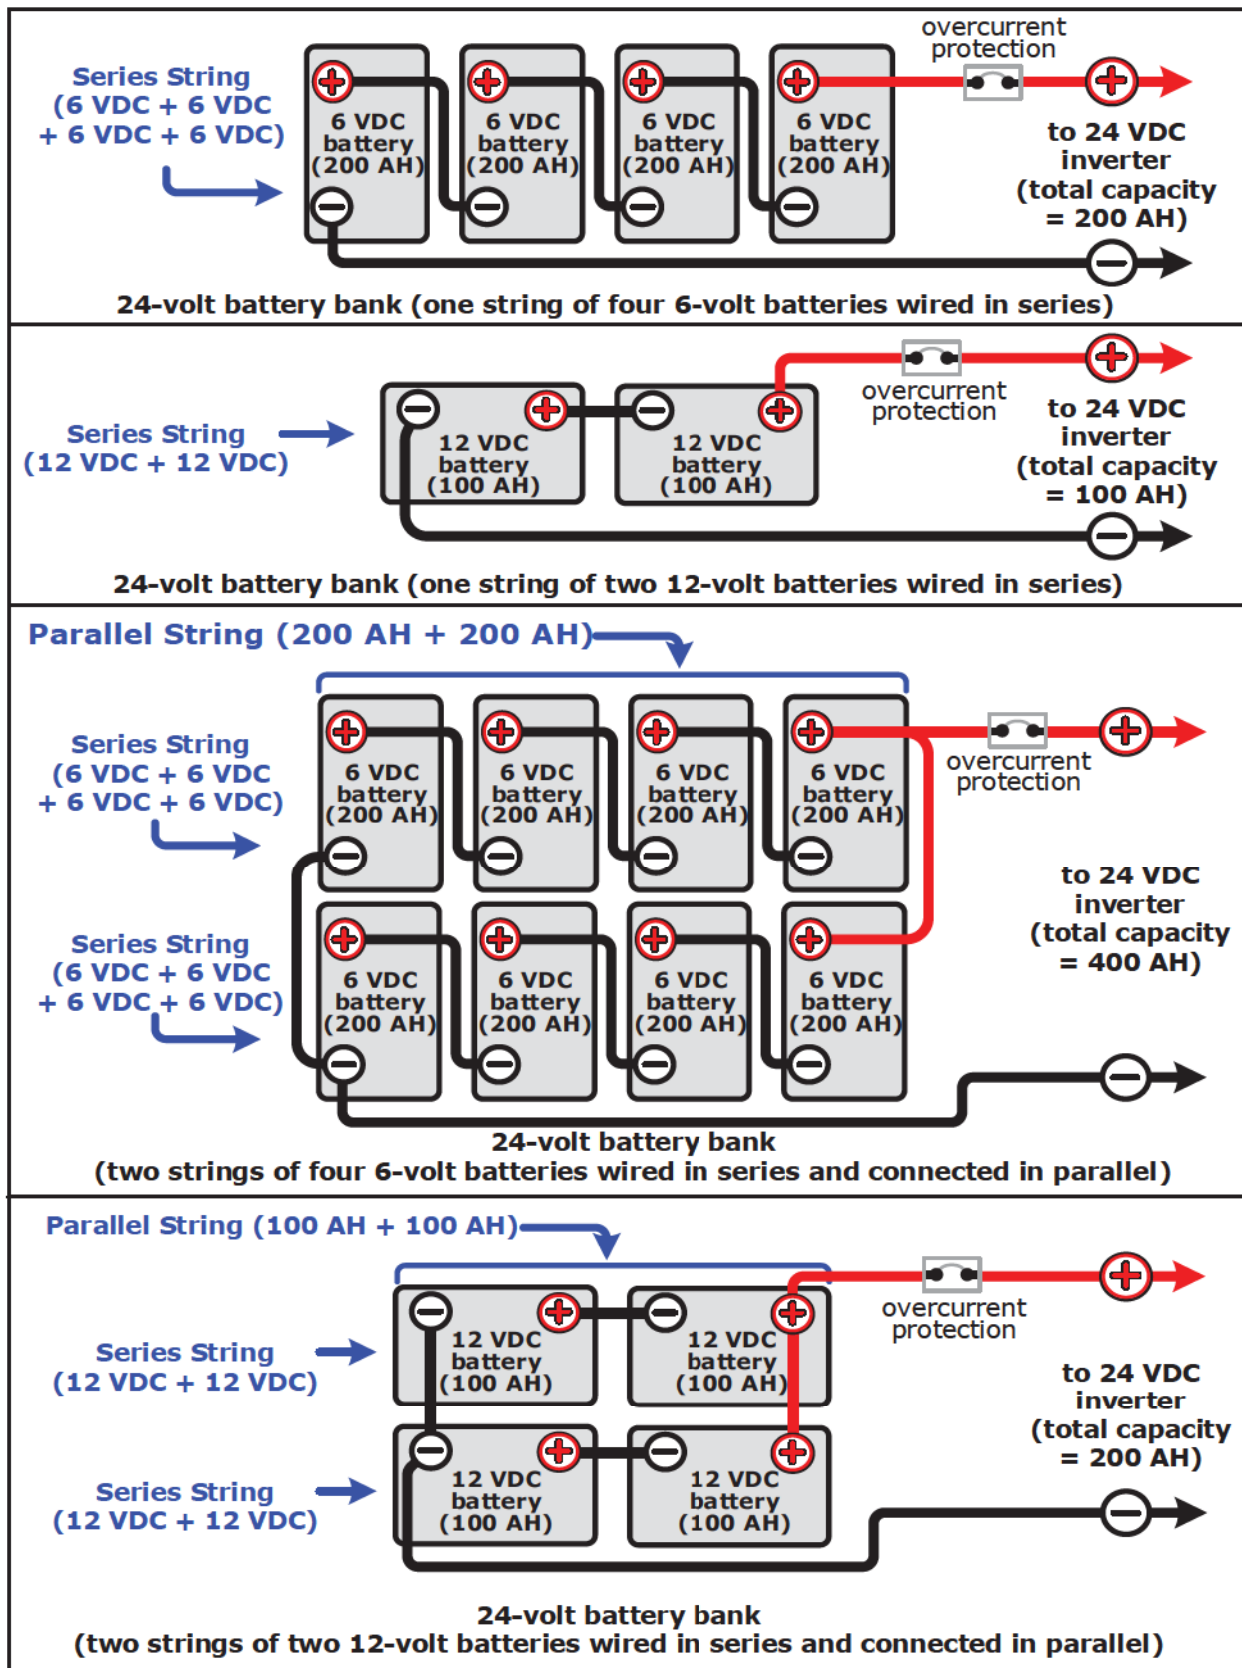 overcurrent
protection
Series String
(6 VDC + 6 VDC
+ 6 VDC + 6 VDC)
6 VDC
battery
(200 AH)
6 VDC
battery
(200 AH)
6 VDC
battery
(200 AH)
6 VDC
battery
(200 AH)
to 24 VDC
inverter
(total capacity
= 200 AH)
24-volt battery bank (one string of four 6-volt batteries wired in series)
overcurrent
protection
Series String
(12 VDC + 12 VDC)
12 VDC
battery
(100 AH)
12 VDC
battery
(100 AH)
to 24 VDC
inverter
(total capacity
= 100 AH)
24-volt battery bank (one string of two 12-volt batteries wired in series)
Parallel String (200 AH + 200 AH)
Series String
(6 VDC + 6 VDC
+ 6 VDC + 6 VDC)
6 VDC
battery
(200 AH)
6 VDC
battery
(200 AH)
6 VDC
battery
(200 AH)
6 VDC
battery
(200 AH)
overcurrent
protection
Series String
(6 VDC + 6 VDC
+ 6 VDC + 6 VDC)
6 VDC
battery
(200 AH)
6 VDC
battery
(200 AH)
6 VDC
battery
(200 AH)
6 VDC
battery
(200 AH)
to 24 VDC
inverter
(total capacity
= 400 AH)
24-volt battery bank
(two strings of four 6-volt batteries wired in series and connected in parallel)
Parallel String (100 AH + 100 AH)
Series String
(12 VDC + 12 VDC)
12 VDC
battery
(100 AH)
12 VDC
battery
(100 AH)
overcurrent
protection
Series String
(12 VDC + 12 VDC)
12 VDC
battery
(100 AH)
12 VDC
battery
(100 AH)
to 24 VDC
inverter
(total capacity
= 200 AH)
24-volt battery bank
(two strings of two 12-volt batteries wired in series and connected in parallel)